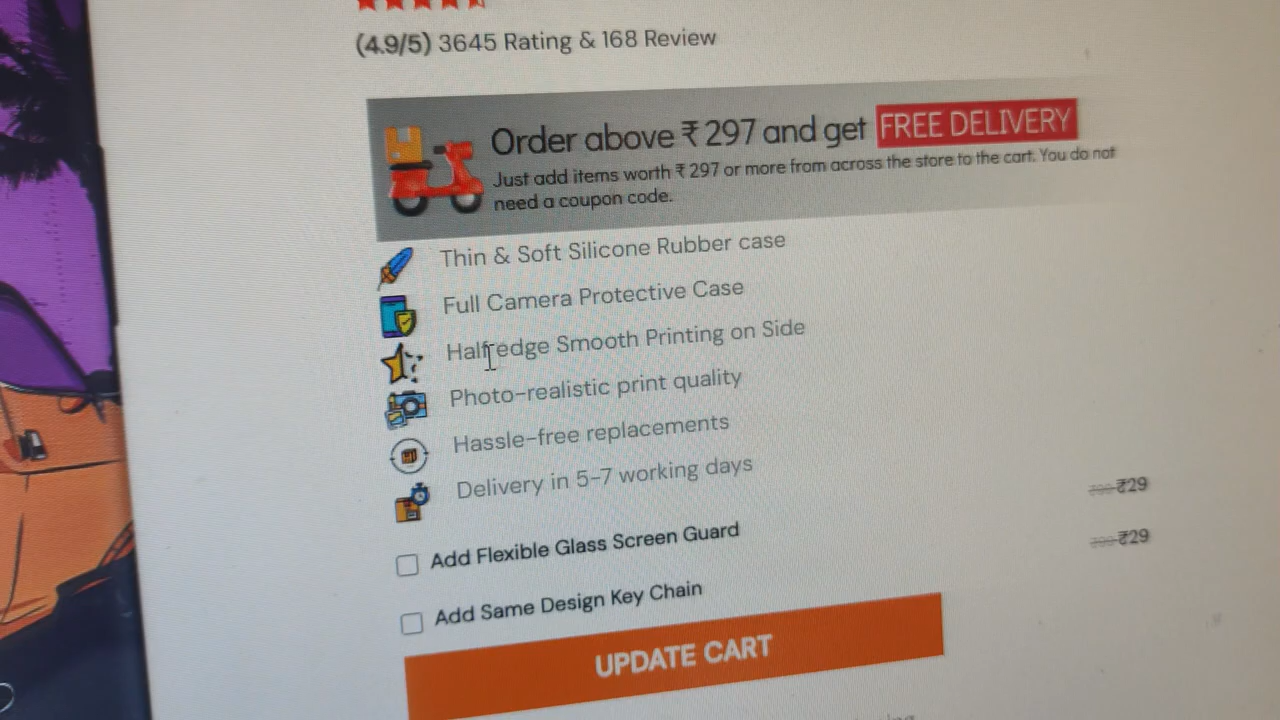 (4.9/5) 3645 Rating & 168 Review
Order above ₹ 297 and get FREE DELIVERY
Just add items worth ₹ 297 or more from across the store to the cart. You do not
need a coupon code.
Thin & Soft Silicone Rubber case
Full Camera Protective Case
Half edge Smooth Printing on Side
Photo-realistic print quality
Hassle-free replacements
Delivery in 5-7 working days
Add Flexible Glass Screen Guard ₹29
Add Same Design Key Chain ₹29
UPDATE CART